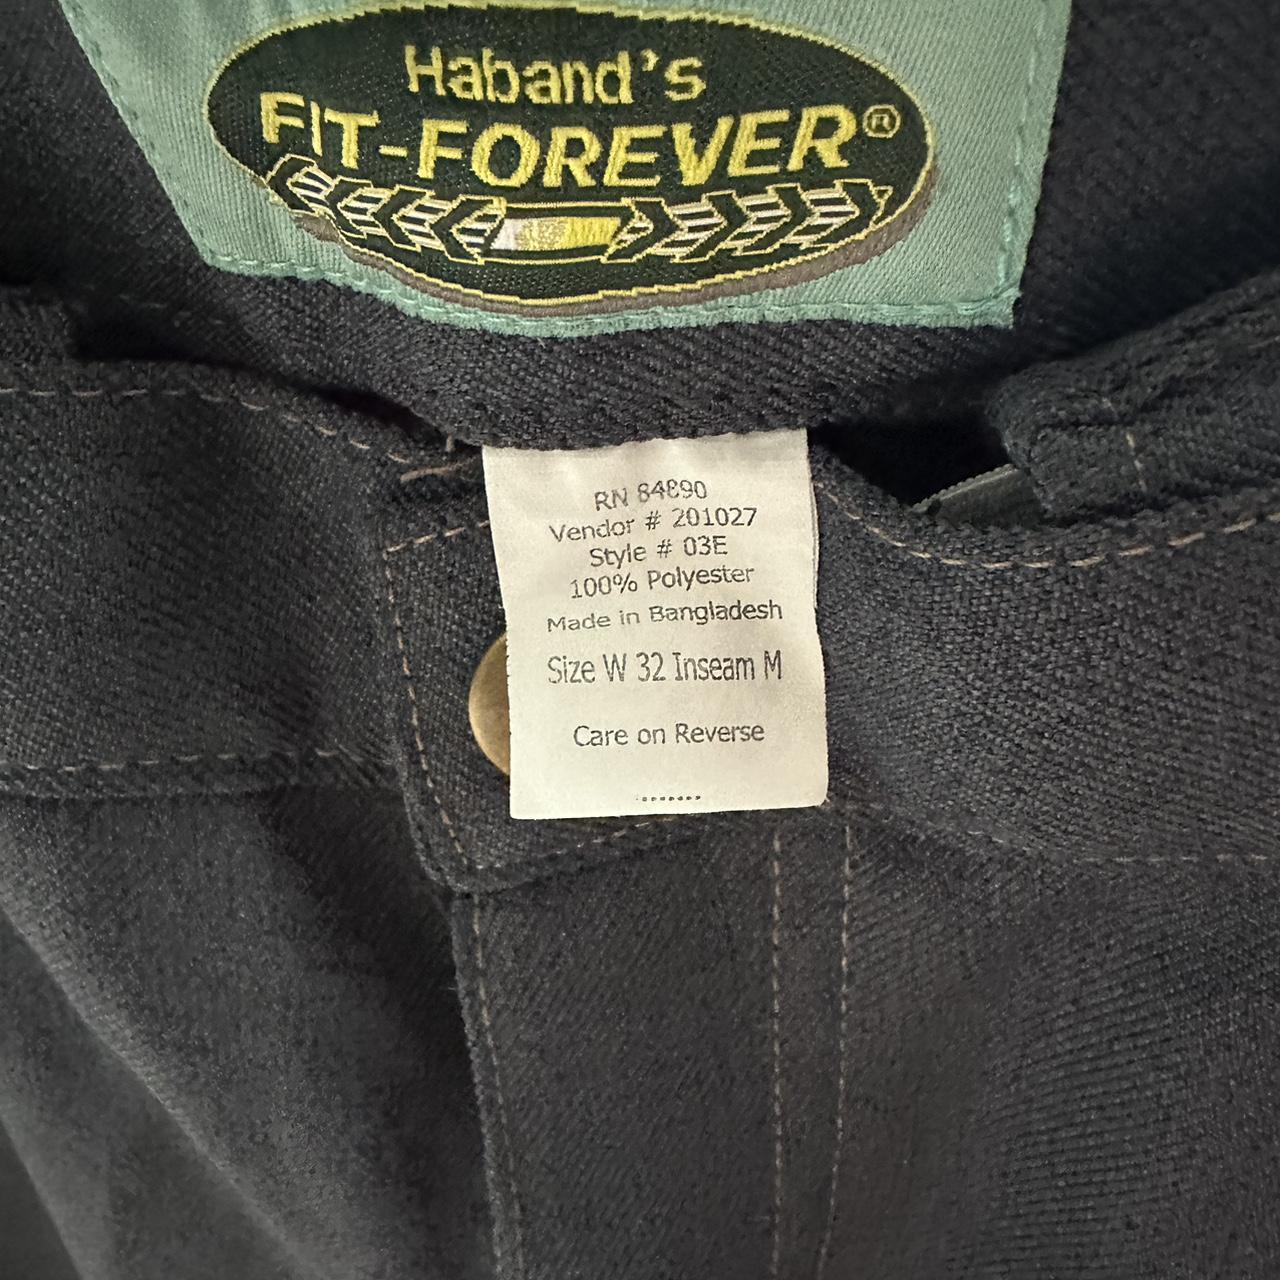 Haband's
FIT-FOREVER®
RN 84890
Vendor # 201027
Style # 03E
100% Polyester
Made in Bangladesh
Size W 32 Inseam M
Care on Reverse